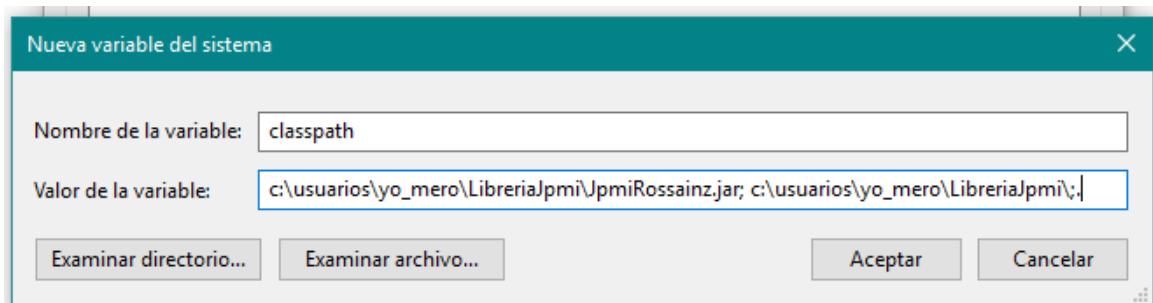 Nueva variable del sistema
Nombre de la variable: classpath
Valor de la variable: c:\usuarios\yo_mero\LibreriaJpmi\JpmiRossainz.jar; c:\usuarios\yo_mero\LibreriaJpmi\;.
Examinar directorio... Examinar archivo... Aceptar Cancelar